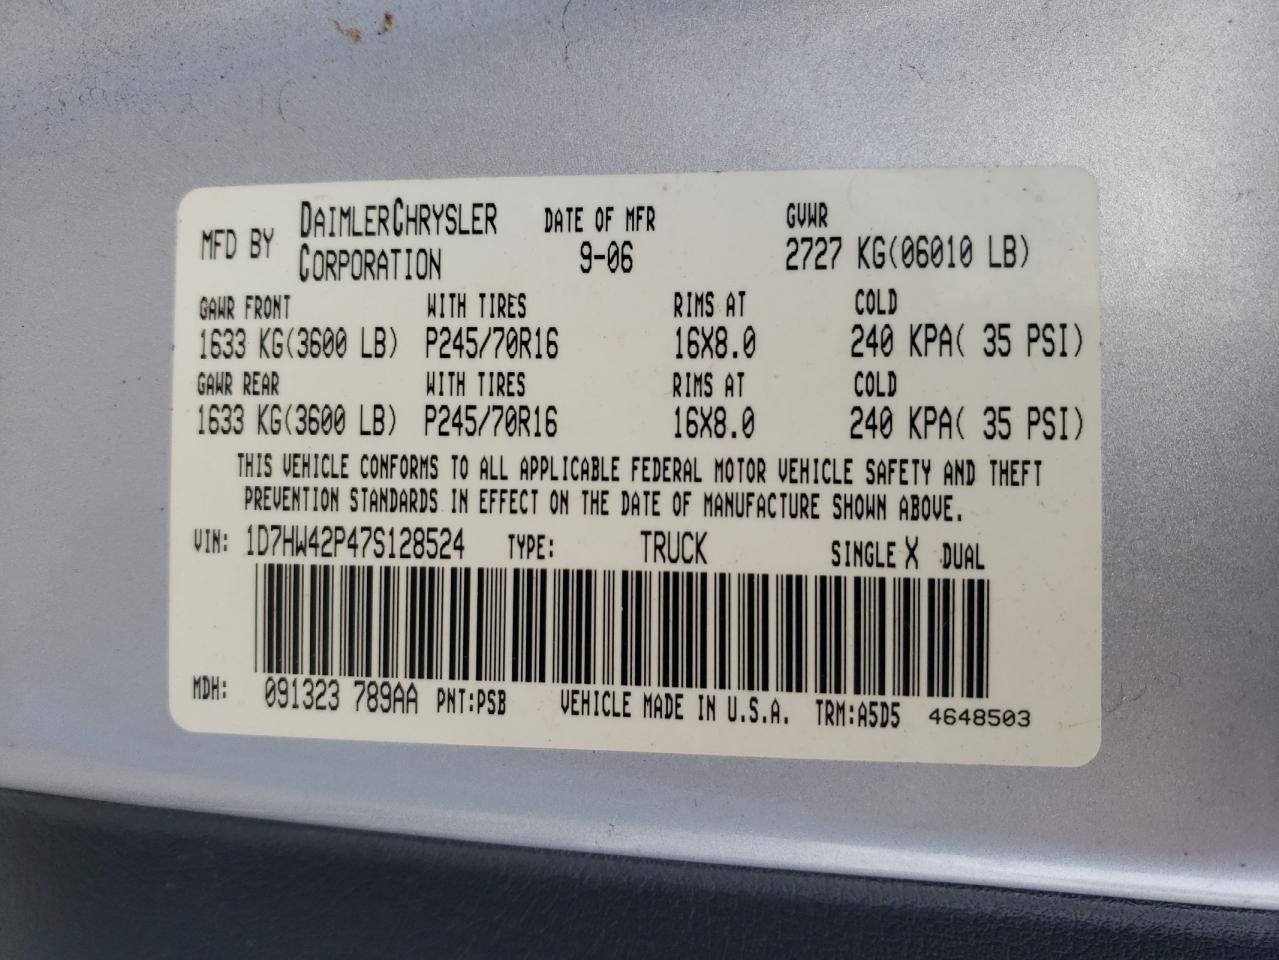 MFD BY DAIMLERCHRYSLER CORPORATION DATE OF MFR 9-06 GVWR 2727 KG(06010 LB)
GAWR FRONT WITH TIRES RIMS AT COLD
1633 KG(3600 LB) P245/70R16 16X8.0 240 KPA( 35 PSI)
GAWR REAR WITH TIRES RIMS AT COLD
1633 KG(3600 LB) P245/70R16 16X8.0 240 KPA( 35 PSI)
THIS VEHICLE CONFORMS TO ALL APPLICABLE FEDERAL MOTOR VEHICLE SAFETY AND THEFT
PREVENTION STANDARDS IN EFFECT ON THE DATE OF MANUFACTURE SHOWN ABOVE.
VIN: 1D7HW42P47S128524 TYPE: TRUCK SINGLE X DUAL
MDH: 091323 789AA PNT:PSB VEHICLE MADE IN U.S.A. TRM:A5D5 4648503